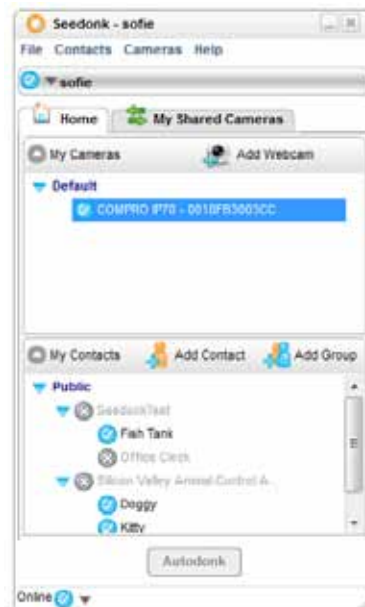 Seedonk - sofie
File Contacts Cameras Help
sofie
Home My Shared Cameras
My Cameras Add Webcam
Default
COMPRO IP70 - 0010FB3003CC
My Contacts Add Contact Add Group
Public
SeedonkTest
Fish Tank
Office Clock
Silicon Valley Animal Control A...
Doggy
Kitty
Autodonk
Online